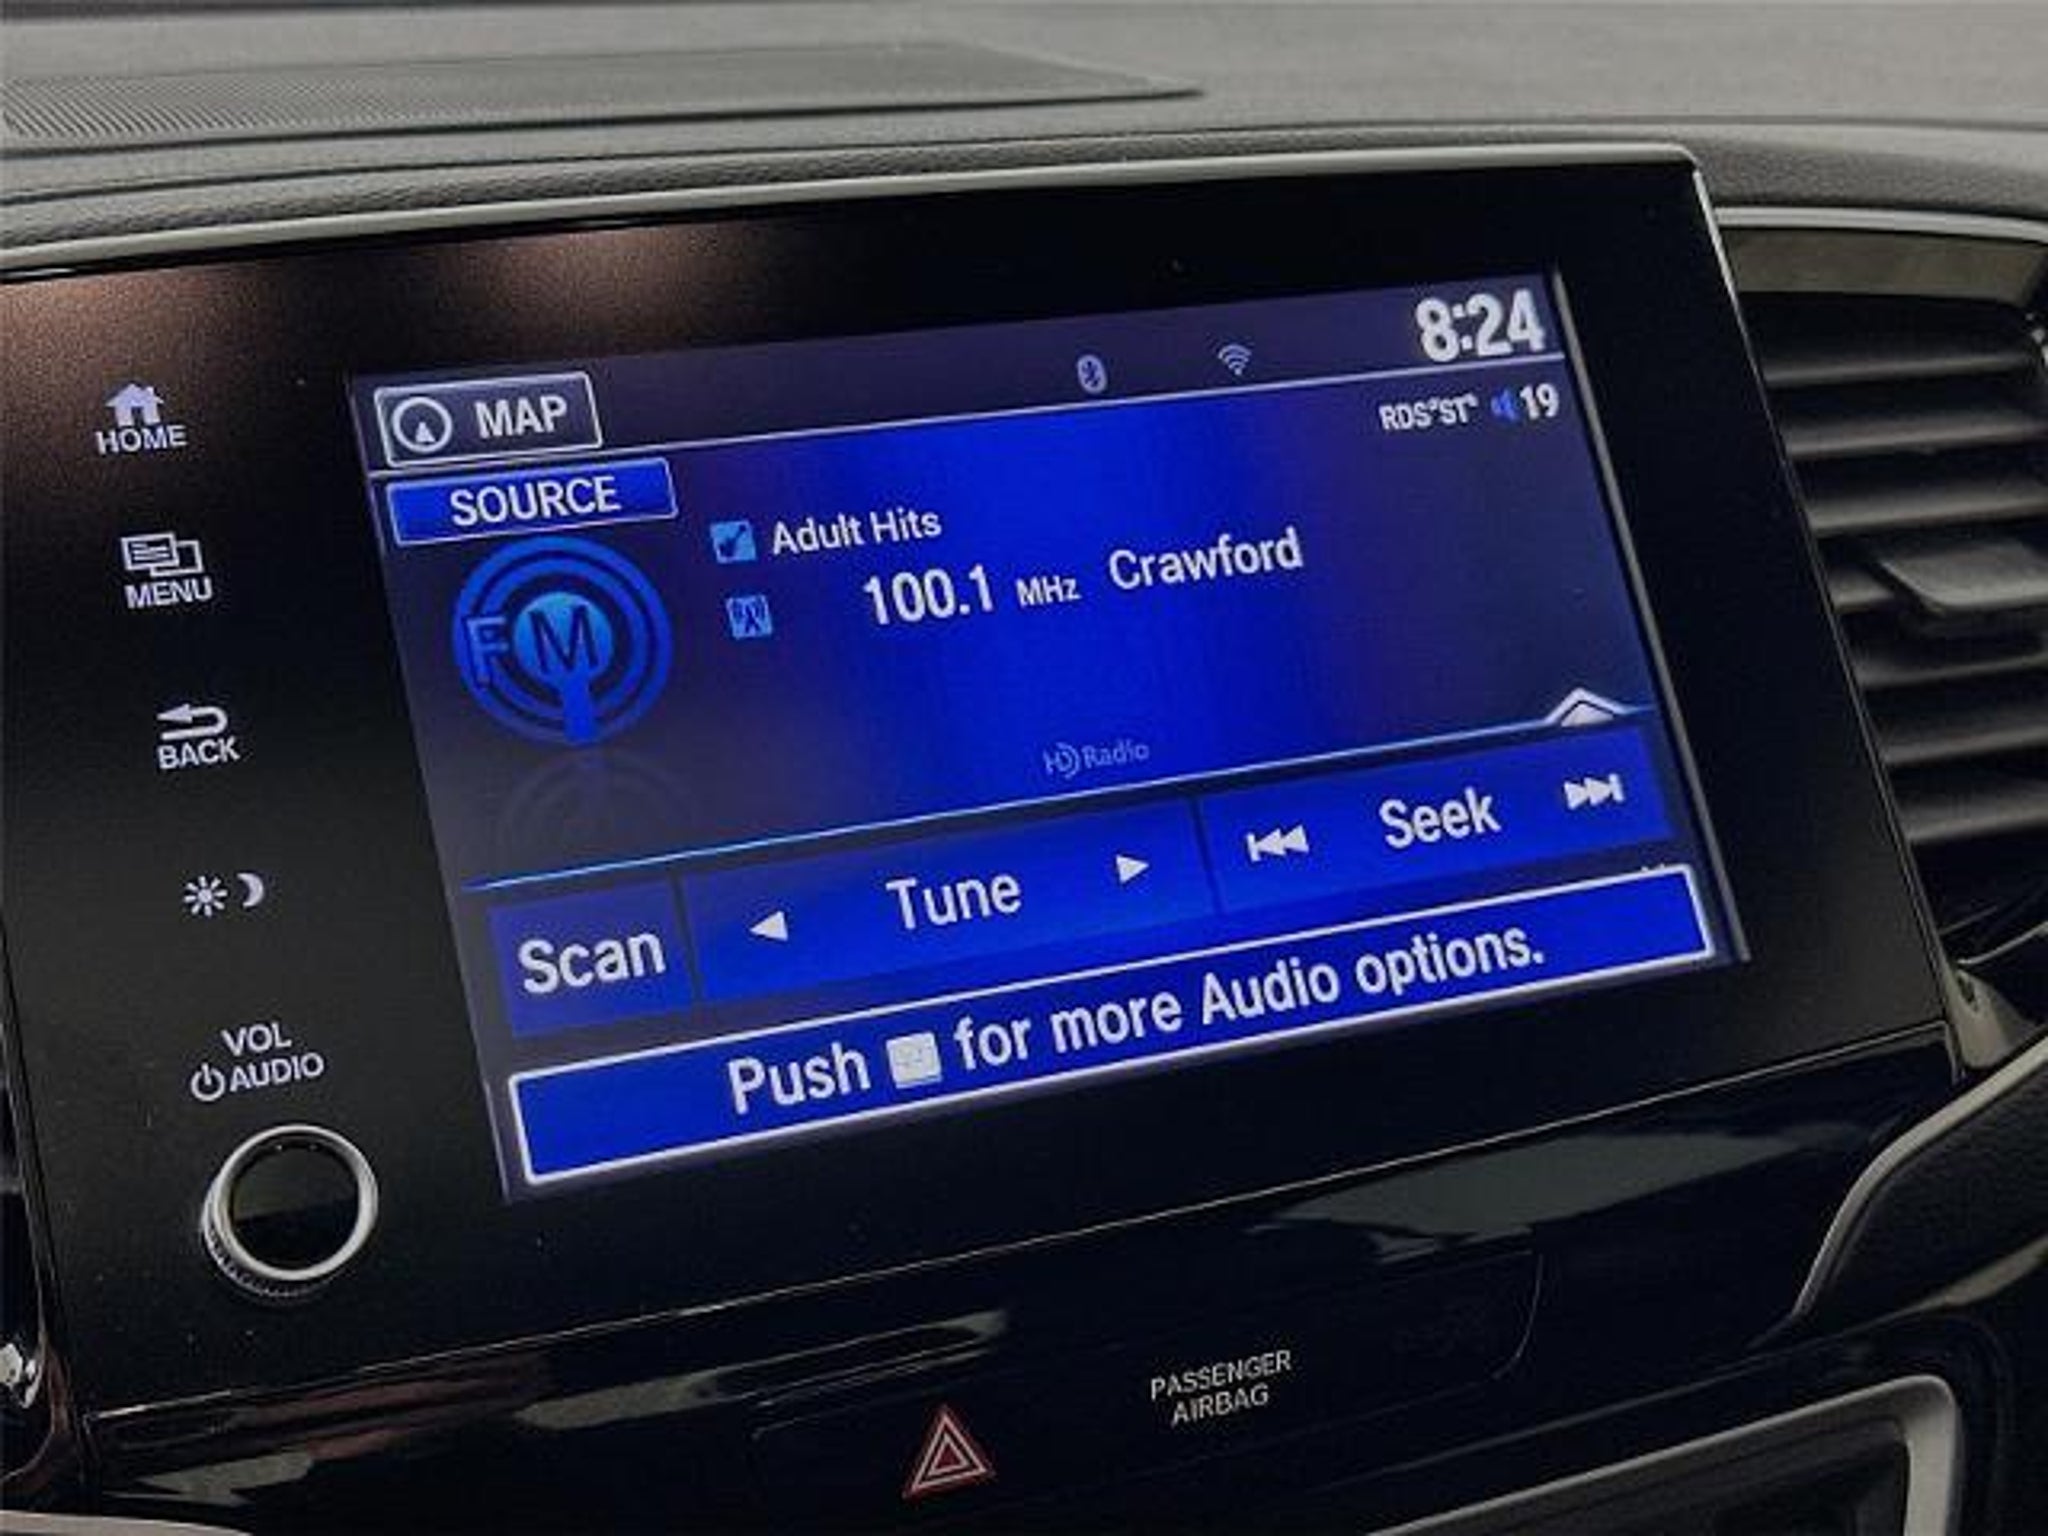 8:24
MAP
RDS ST 19
SOURCE
Adult Hits
100.1 MHz Crawford
FM
HD Radio
Scan
Tune
Seek
Push for more Audio options.
HOME
MENU
BACK
VOL
AUDIO
PASSENGER
AIRBAG